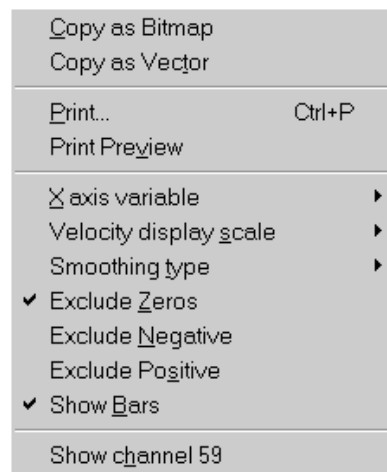 Copy as Bitmap
Copy as Vector
Print... Ctrl+P
Print Preview
X axis variable
Velocity display scale
Smoothing type
Exclude Zeros
Exclude Negative
Exclude Positive
Show Bars
Show channel 59